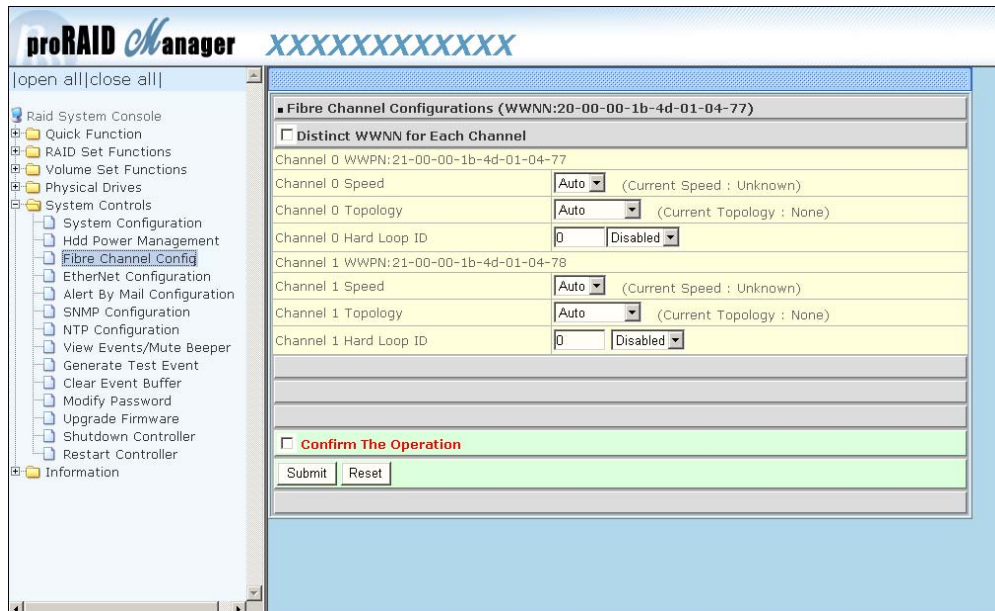 proRAID Manager XXXXXXXXXXXX
|open all|close all|
Raid System Console
Quick Function
RAID Set Functions
Volume Set Functions
Physical Drives
System Controls
System Configuration
Hdd Power Management
Fibre Channel Config
EtherNet Configuration
Alert By Mail Configuration
SNMP Configuration
NTP Configuration
View Events/Mute Beeper
Generate Test Event
Clear Event Buffer
Modify Password
Upgrade Firmware
Shutdown Controller
Restart Controller
Information
Fibre Channel Configurations (WWNN:20-00-00-1b-4d-01-04-77)
Distinct WWNN for Each Channel
Channel 0 WWPN:21-00-00-1b-4d-01-04-77
Channel 0 Speed Auto (Current Speed : Unknown)
Channel 0 Topology Auto (Current Topology : None)
Channel 0 Hard Loop ID 0 Disabled
Channel 1 WWPN:21-00-00-1b-4d-01-04-78
Channel 1 Speed Auto (Current Speed : Unknown)
Channel 1 Topology Auto (Current Topology : None)
Channel 1 Hard Loop ID 0 Disabled
Confirm The Operation
Submit Reset